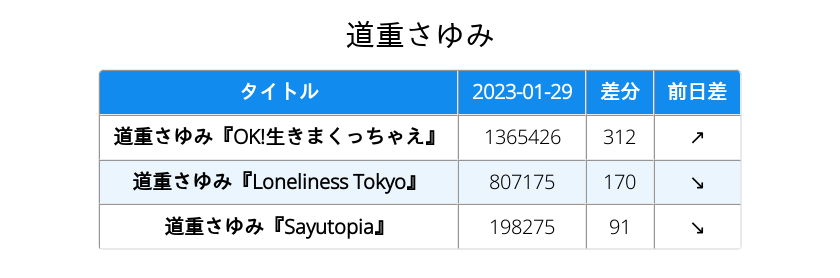 道重さゆみ
タイトル 2023-01-29 差分 前日差
道重さゆみ『OK!生きまくっちゃえ』 1365426 312 ↗
道重さゆみ『Loneliness Tokyo』 807175 170 ↘
道重さゆみ『Sayutopia』 198275 91 ↘